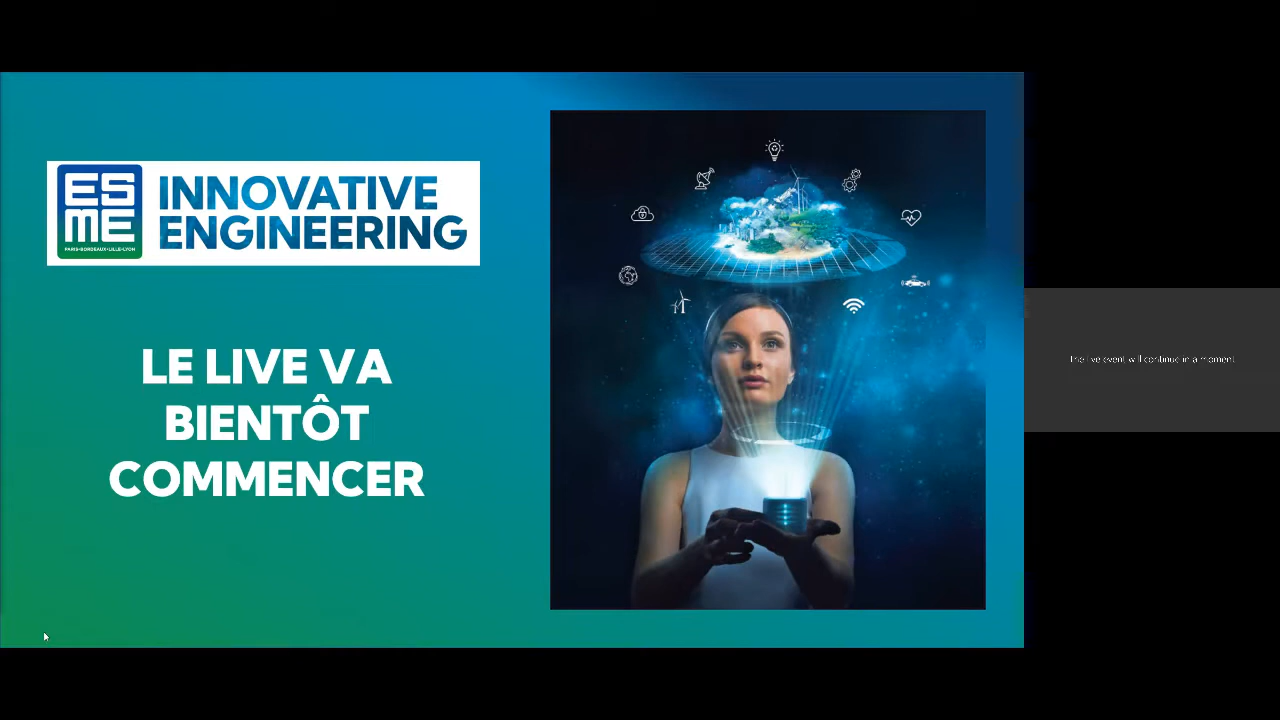 ES
ME
PARIS•BORDEAUX•LILLE•LYON
INNOVATIVE
ENGINEERING
LE LIVE VA
BIENTÔT
COMMENCER
The live event will continue in a moment